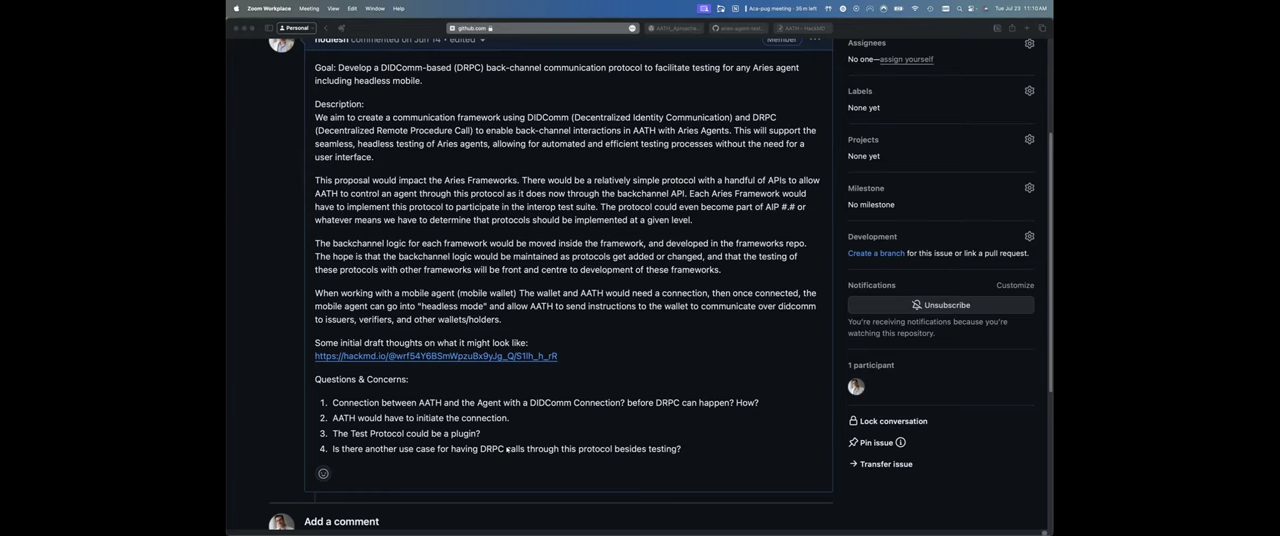 Zoom Workplace Meeting View Edit Window Help
Aca-pug meeting - 35 m left
Tue Jul 23 11:10 AM
Personal
github.com
AATH - HackMD
commented on Jun 14 • edited
Member
Goal: Develop a DIDComm-based (DRPC) back-channel communication protocol to facilitate testing for any Aries agent
including headless mobile.
Description:
We aim to create a communication framework using DIDComm (Decentralized Identity Communication) and DRPC
(Decentralized Remote Procedure Call) to enable back-channel interactions in AATH with Aries Agents. This will support the
seamless, headless testing of Aries agents, allowing for automated and efficient testing processes without the need for a
user interface.
This proposal would impact the Aries Frameworks. There would be a relatively simple protocol with a handful of APIs to allow
AATH to control an agent through this protocol as it does now through the backchannel API. Each Aries Framework would
have to implement this protocol to participate in the interop test suite. The protocol could even become part of AIP #.# or
whatever means we have to determine that protocols should be implemented at a given level.
The backchannel logic for each framework would be moved inside the framework, and developed in the frameworks repo.
The hope is that the backchannel logic would be maintained as protocols get added or changed, and that the testing of
these protocols with other frameworks will be front and centre to development of these frameworks.
When working with a mobile agent (mobile wallet) The wallet and AATH would need a connection, then once connected, the
mobile agent can go into "headless mode" and allow AATH to send instructions to the wallet to communicate over didcomm
to issuers, verifiers, and other wallets/holders.
Some initial draft thoughts on what it might look like:
https://hackmd.io/@wrf54Y6BSmWpzuBx9yJg_Q/S1lh_h_rR
Questions & Concerns:
1. Connection between AATH and the Agent with a DIDComm Connection? before DRPC can happen? How?
2. AATH would have to initiate the connection.
3. The Test Protocol could be a plugin?
4. Is there another use case for having DRPC calls through this protocol besides testing?
Add a comment
Assignees
No one—assign yourself
Labels
None yet
Projects
None yet
Milestone
No milestone
Development
Create a branch for this issue or link a pull request.
Notifications
Customize
Unsubscribe
You're receiving notifications because you're
watching this repository.
1 participant
Lock conversation
Pin issue
Transfer issue